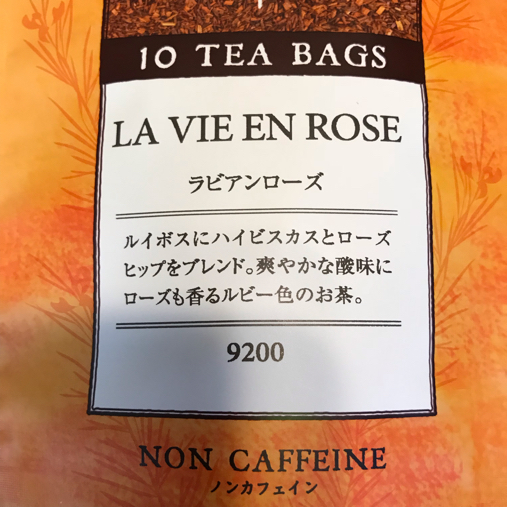 10 TEA BAGS
LA VIE EN ROSE
ラビアンローズ
ルイボスにハイビスカスとローズ
ヒップをブレンド。爽やかな酸味に
ローズも香るルビー色のお茶。
9200
NON CAFFEINE
ノンカフェイン